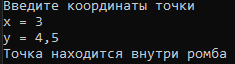 Введите координаты точки
x = 3
y = 4,5
Точка находится внутри ромба